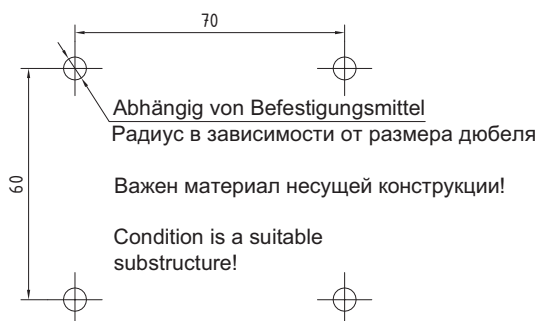 70
Abhängig von Befestigungsmittel
Радиус в зависимости от размера дюбеля
60
Важен материал несущей конструкции!
Condition is a suitable
substructure!